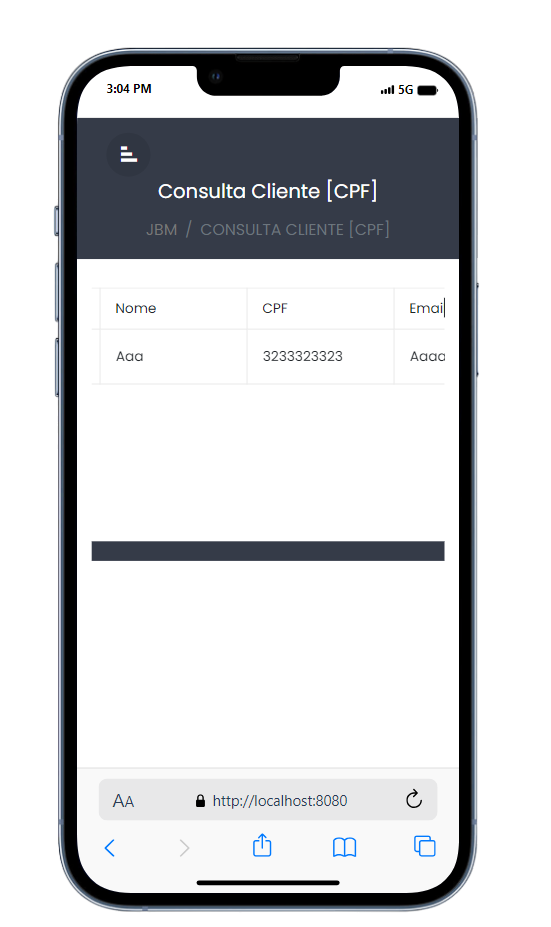 3:04 PM 5G
Consulta Cliente [CPF]
JBM / CONSULTA CLIENTE [CPF]
Nome CPF Emai
Aaa 3233323323 Aaaa
AA http://localhost:8080